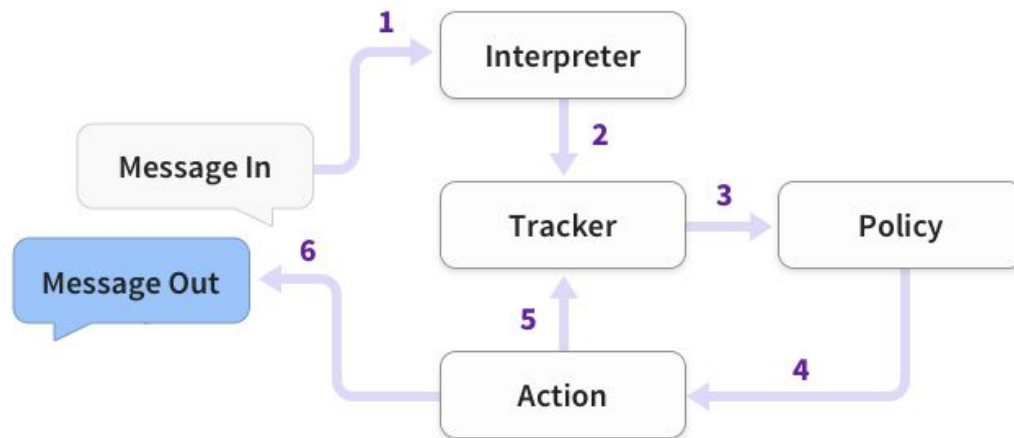 1
Interpreter
2
Message In
Tracker
3
Policy
6
Message Out
5
4
Action